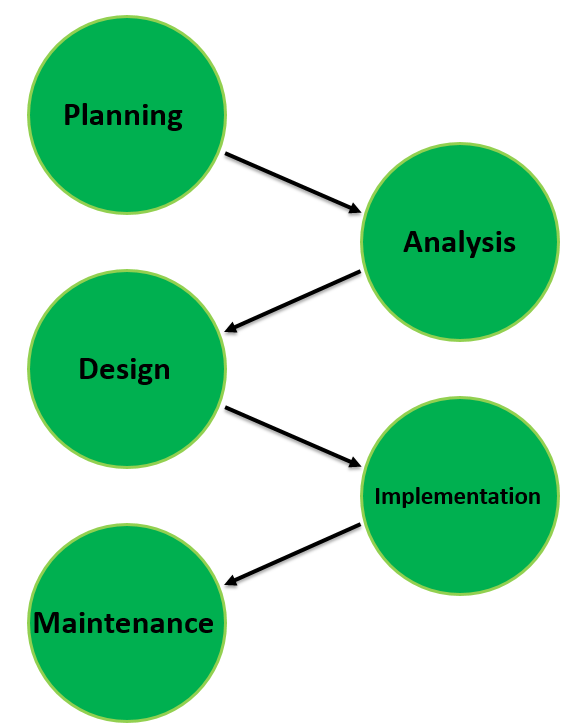 Planning
Analysis
Design
Implementation
Maintenance